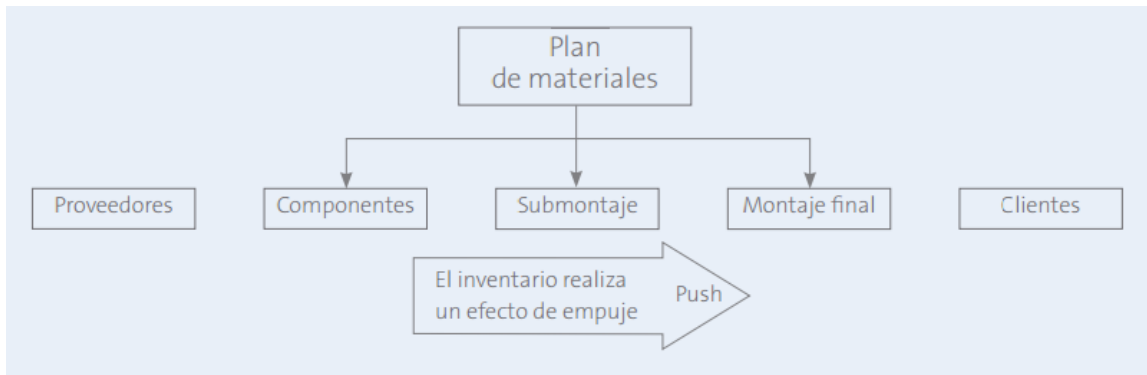 Plan
de materiales
Proveedores
Componentes
Submontaje
Montaje final
Clientes
El inventario realiza
un efecto de empuje
Push